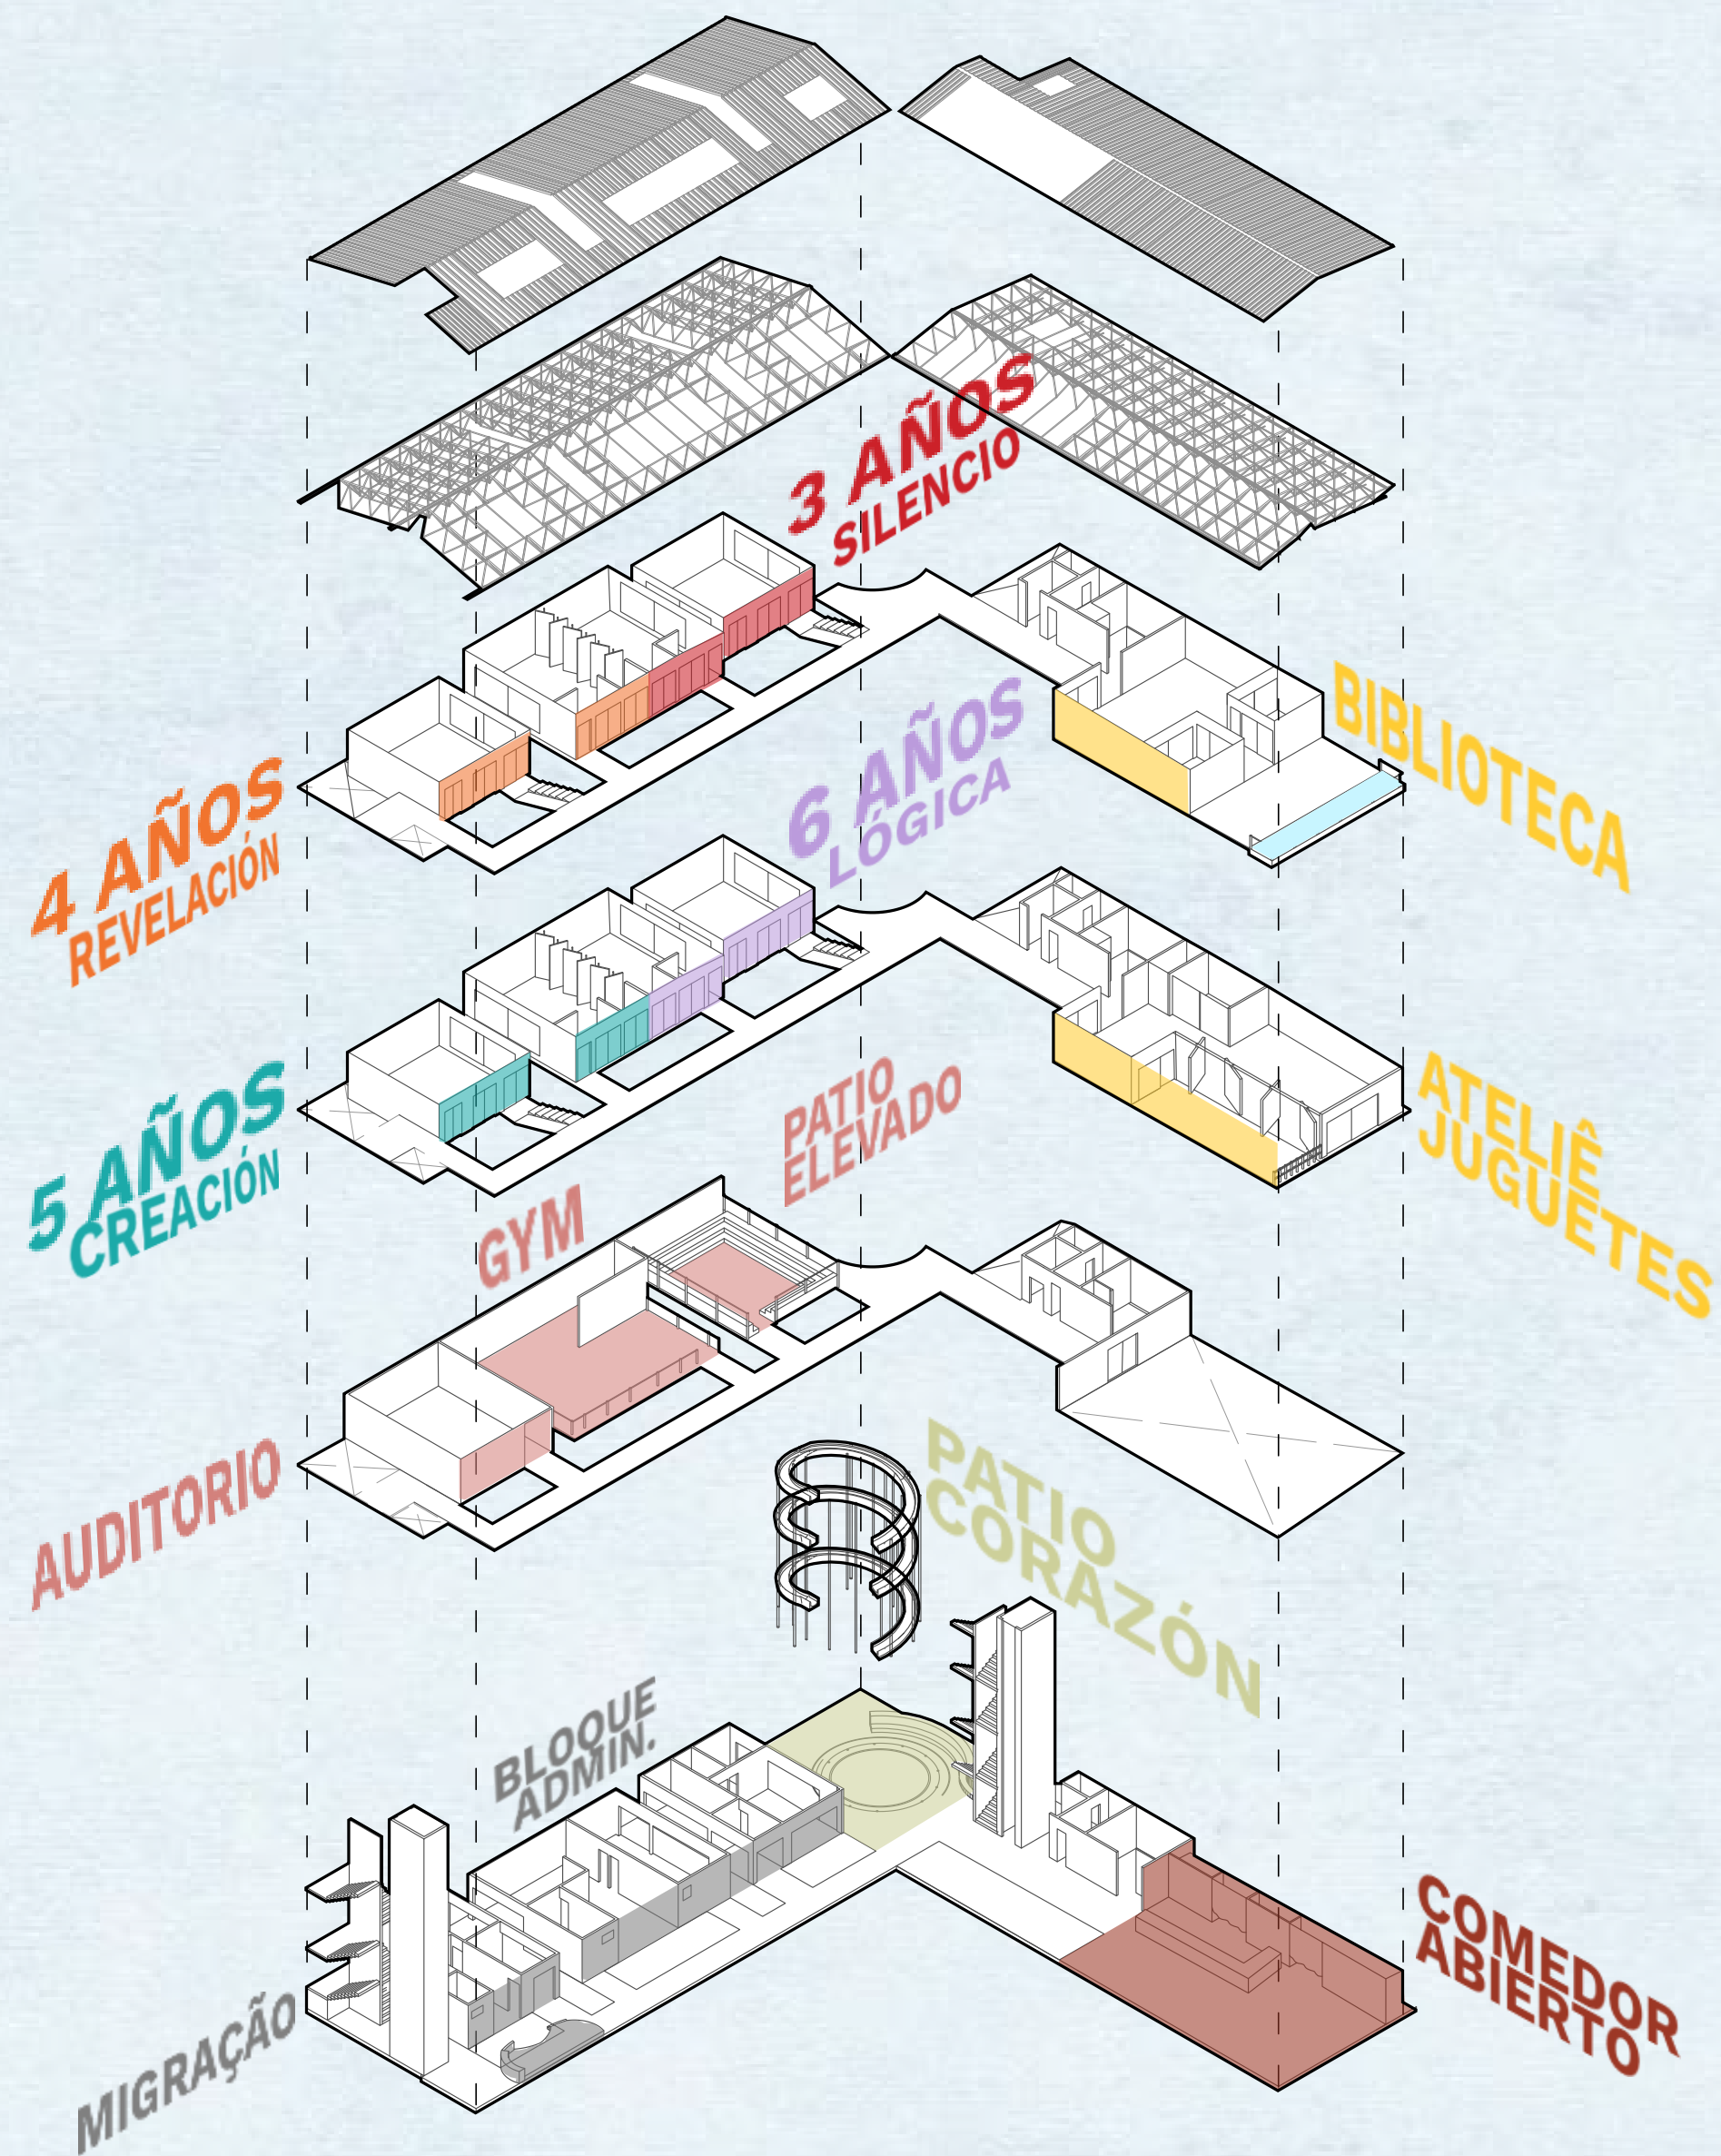 3 AÑOS
SILENCIO
BIBLIOTECA
4 AÑOS
REVELACIÓN
6 AÑOS
LÓGICA
5 AÑOS
CREACIÓN
PATIO
ELEVADO
ATELIÊ
JUGUETES
GYM
AUDITORIO
PATIO
CORAZÓN
BLOQUE
ADMIN.
COMEDOR
ABIERTO
MIGRAÇÃO